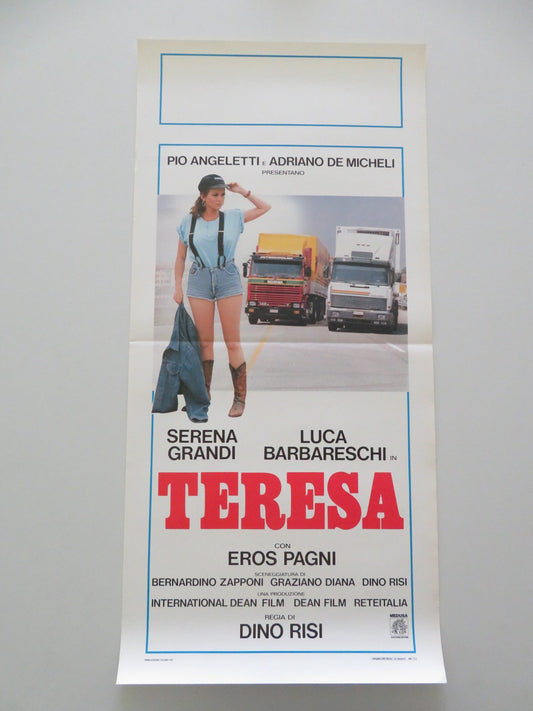 PIO ANGELETTI E ADRIANO DE MICHELI
PRESENTANO
SERENA GRANDI
LUCA BARBARESCHI IN
TERESA
CON
EROS PAGNI
SCENEGGIATURA DI
BERNARDINO ZAPPONI GRAZIANO DIANA DINO RISI
UNA PRODUZIONE
INTERNATIONAL DEAN FILM DEAN FILM RETEITALIA
REGIA DI
DINO RISI
MEDUSA